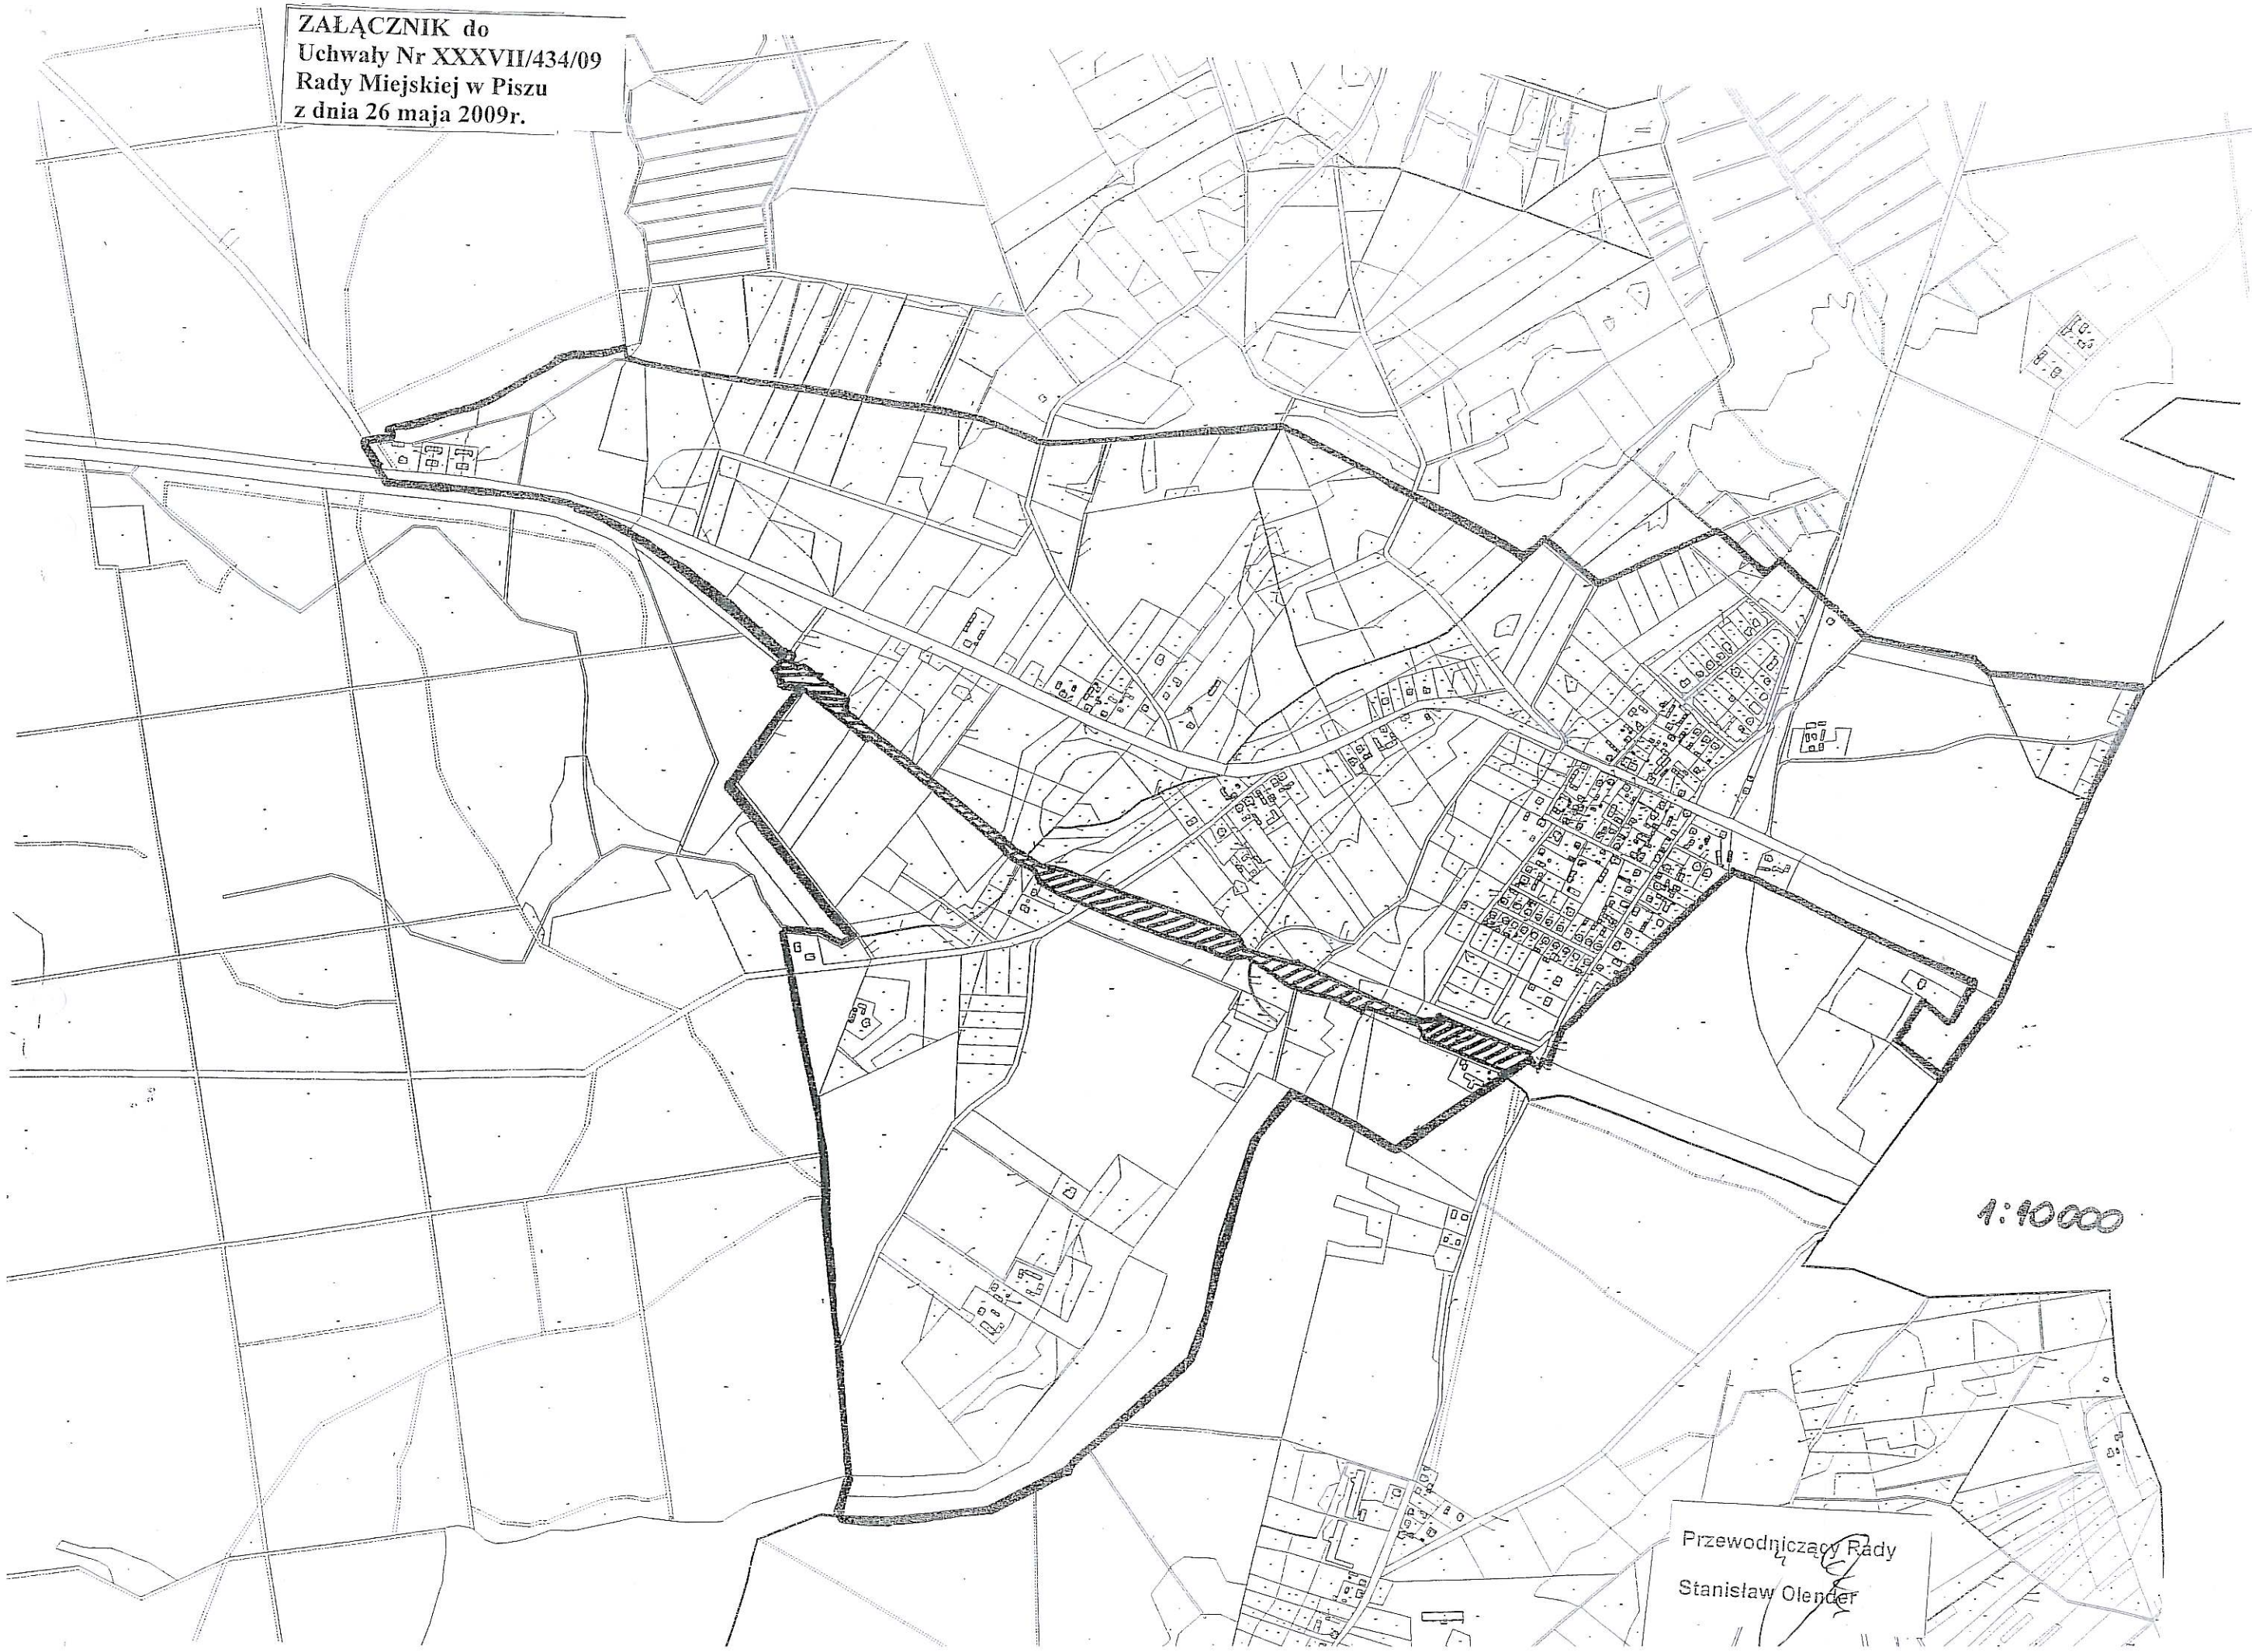 ZAŁĄCZNIK do
Uchwały Nr XXXVII/434/09
Rady Miejskiej w Piszu
z dnia 26 maja 2009r.
1:10000
Przewodniczący Rady
Stanisław Olender